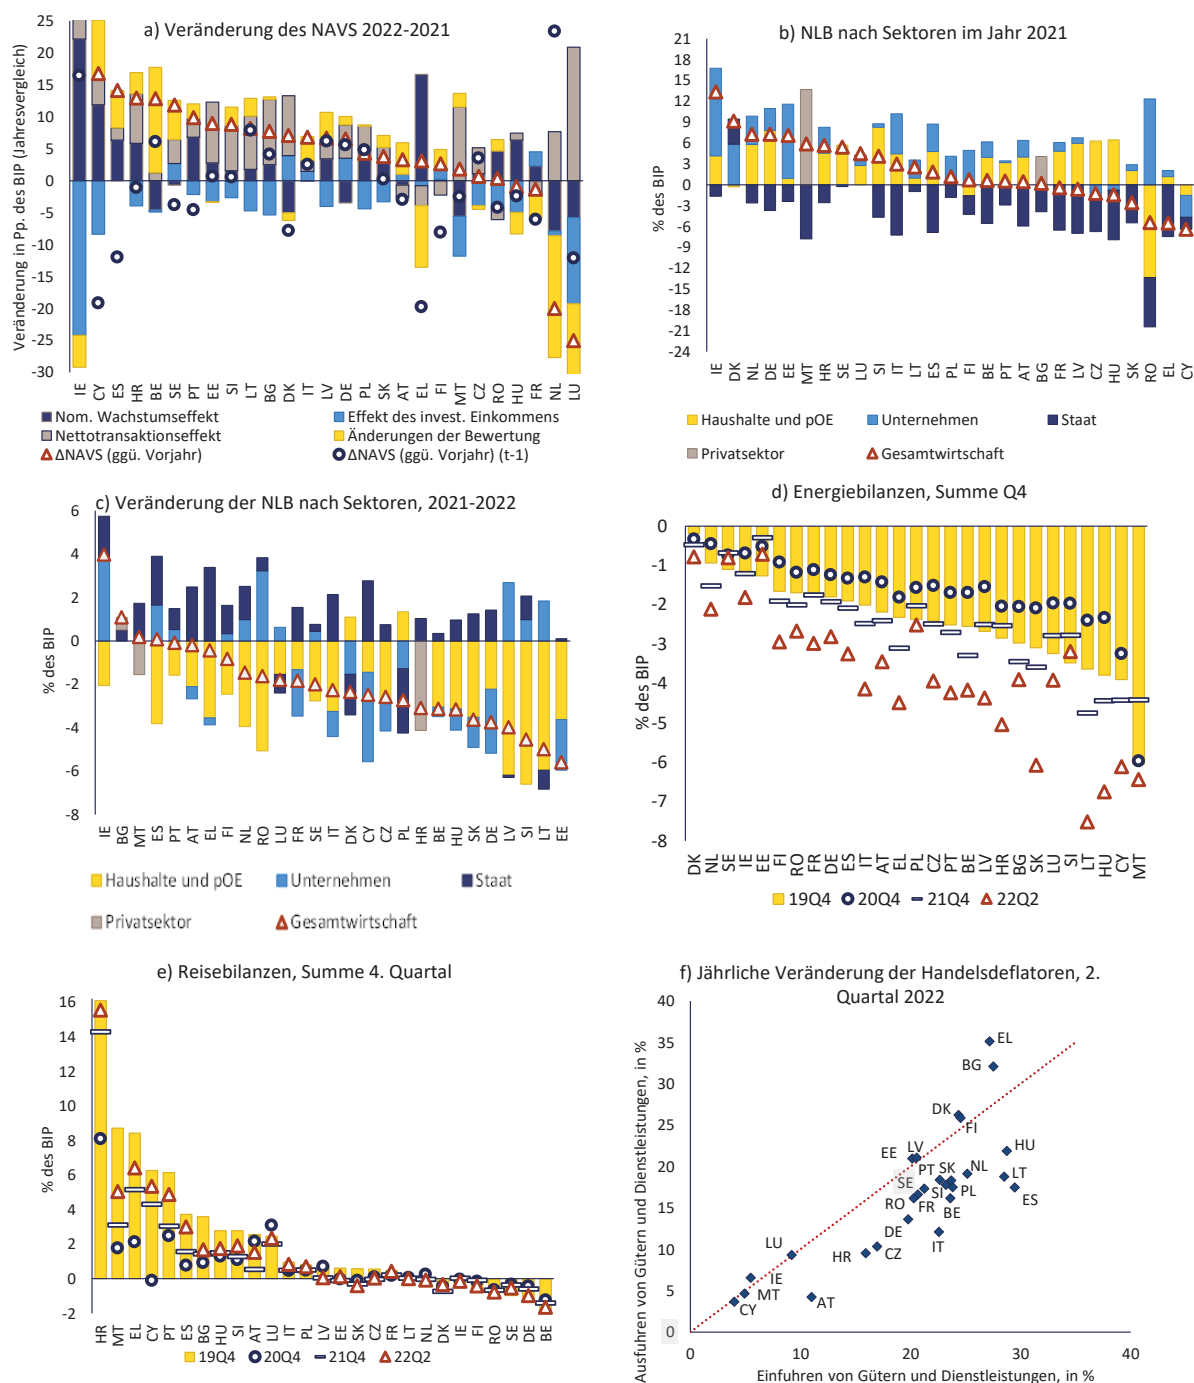 a) Veränderung des NAVS 2022-2021
Veränderung in Pp. des BIP (Jahresvergleich)
25
20
15
10
5
0
-5
-10
-15
-20
-25
-30
IE CY ES HR BE SE PT EE SI LT BG DK IT LV DE PL SK AT EL FI MT CZ RO HU FR NL LU
Nom. Wachstumseffekt
Effekt des invest. Einkommens
Nettotransaktionseffekt
Änderungen der Bewertung
ΔNAVS (ggü. Vorjahr)
ΔNAVS (ggü. Vorjahr) (t-1)
b) NLB nach Sektoren im Jahr 2021
% des BIP
21
18
15
12
9
6
3
0
-3
-6
-9
-12
-15
-18
-21
-24
IE DK NL DE EE MT HR SE LU SI IT LT ES PL FI BE PT AT BG FR LV CZ HU SK RO EL CY
Haushalte und pOE
Unternehmen
Staat
Privatsektor
Gesamtwirtschaft
c) Veränderung der NLB nach Sektoren, 2021-2022
% des BIP
6
4
2
0
-2
-4
-6
-8
IE BG MT ES PT AT EL FI NL RO LU FR SE IT DK CY CZ PL HR BE HU SK DE LV SI LT EE
Haushalte und pOE
Unternehmen
Staat
Privatsektor
Gesamtwirtschaft
d) Energiebilanzen, Summe Q4
% des BIP
0
-1
-2
-3
-4
-5
-6
-7
-8
DK NL SE IE EE FI RO FR DE ES IT AT EL PL CZ PT BE LV HR BG SK LU SI LT HU CY MT
19Q4 20Q4 21Q4 22Q2
e) Reisebilanzen, Summe 4. Quartal
% des BIP
16
14
12
10
8
6
4
2
0
-2
HR MT EL CY PT ES BG HU SI AT LU IT PL LV EE SK CZ FR LT NL DK IE FI RO SE DE BE
19Q4 20Q4 21Q4 22Q2
f) Jährliche Veränderung der Handelsdeflatoren, 2.
Quartal 2022
Ausfuhren von Gütern und Dienstleistungen, in %
40
35
30
25
20
15
10
5
0
EL
BG
DK
FI
HU
EE LV
PT SK NL LT
SE SI PL ES
RO FR BE
DE IT
LU HR CZ
IE
MT AT
CY
0 10 20 30 40
Einfuhren von Gütern und Dienstleistungen, in %